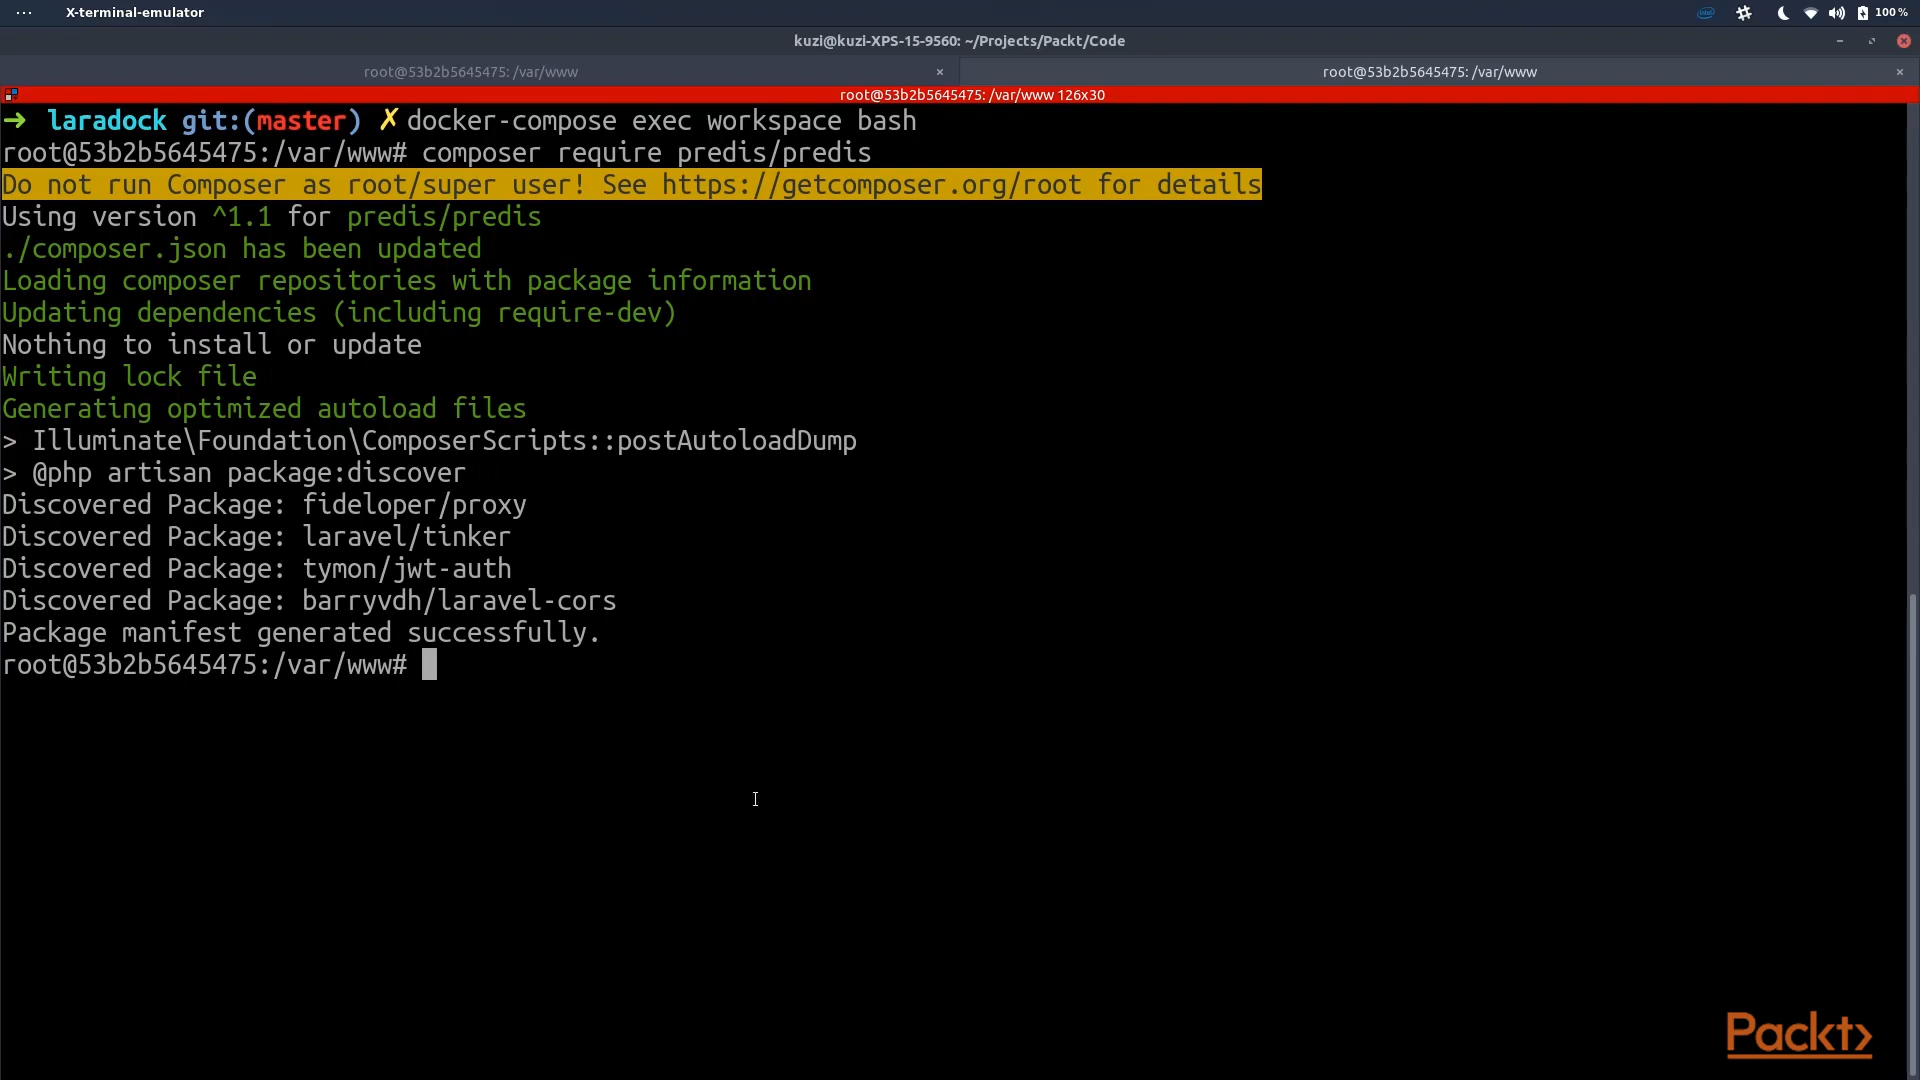 ... X-terminal-emulator 100 %
kuzi@kuzi-XPS-15-9560: ~/Projects/Packt/Code
root@53b2b5645475: /var/www × root@53b2b5645475: /var/www ×
root@53b2b5645475: /var/www 126x30
➜ laradock git:(master) ✗ docker-compose exec workspace bash
root@53b2b5645475:/var/www# composer require predis/predis
Do not run Composer as root/super user! See https://getcomposer.org/root for details
Using version ^1.1 for predis/predis
./composer.json has been updated
Loading composer repositories with package information
Updating dependencies (including require-dev)
Nothing to install or update
Writing lock file
Generating optimized autoload files
> Illuminate\Foundation\ComposerScripts::postAutoloadDump
> @php artisan package:discover
Discovered Package: fideloper/proxy
Discovered Package: laravel/tinker
Discovered Package: tymon/jwt-auth
Discovered Package: barryvdh/laravel-cors
Package manifest generated successfully.
root@53b2b5645475:/var/www#
Packt>